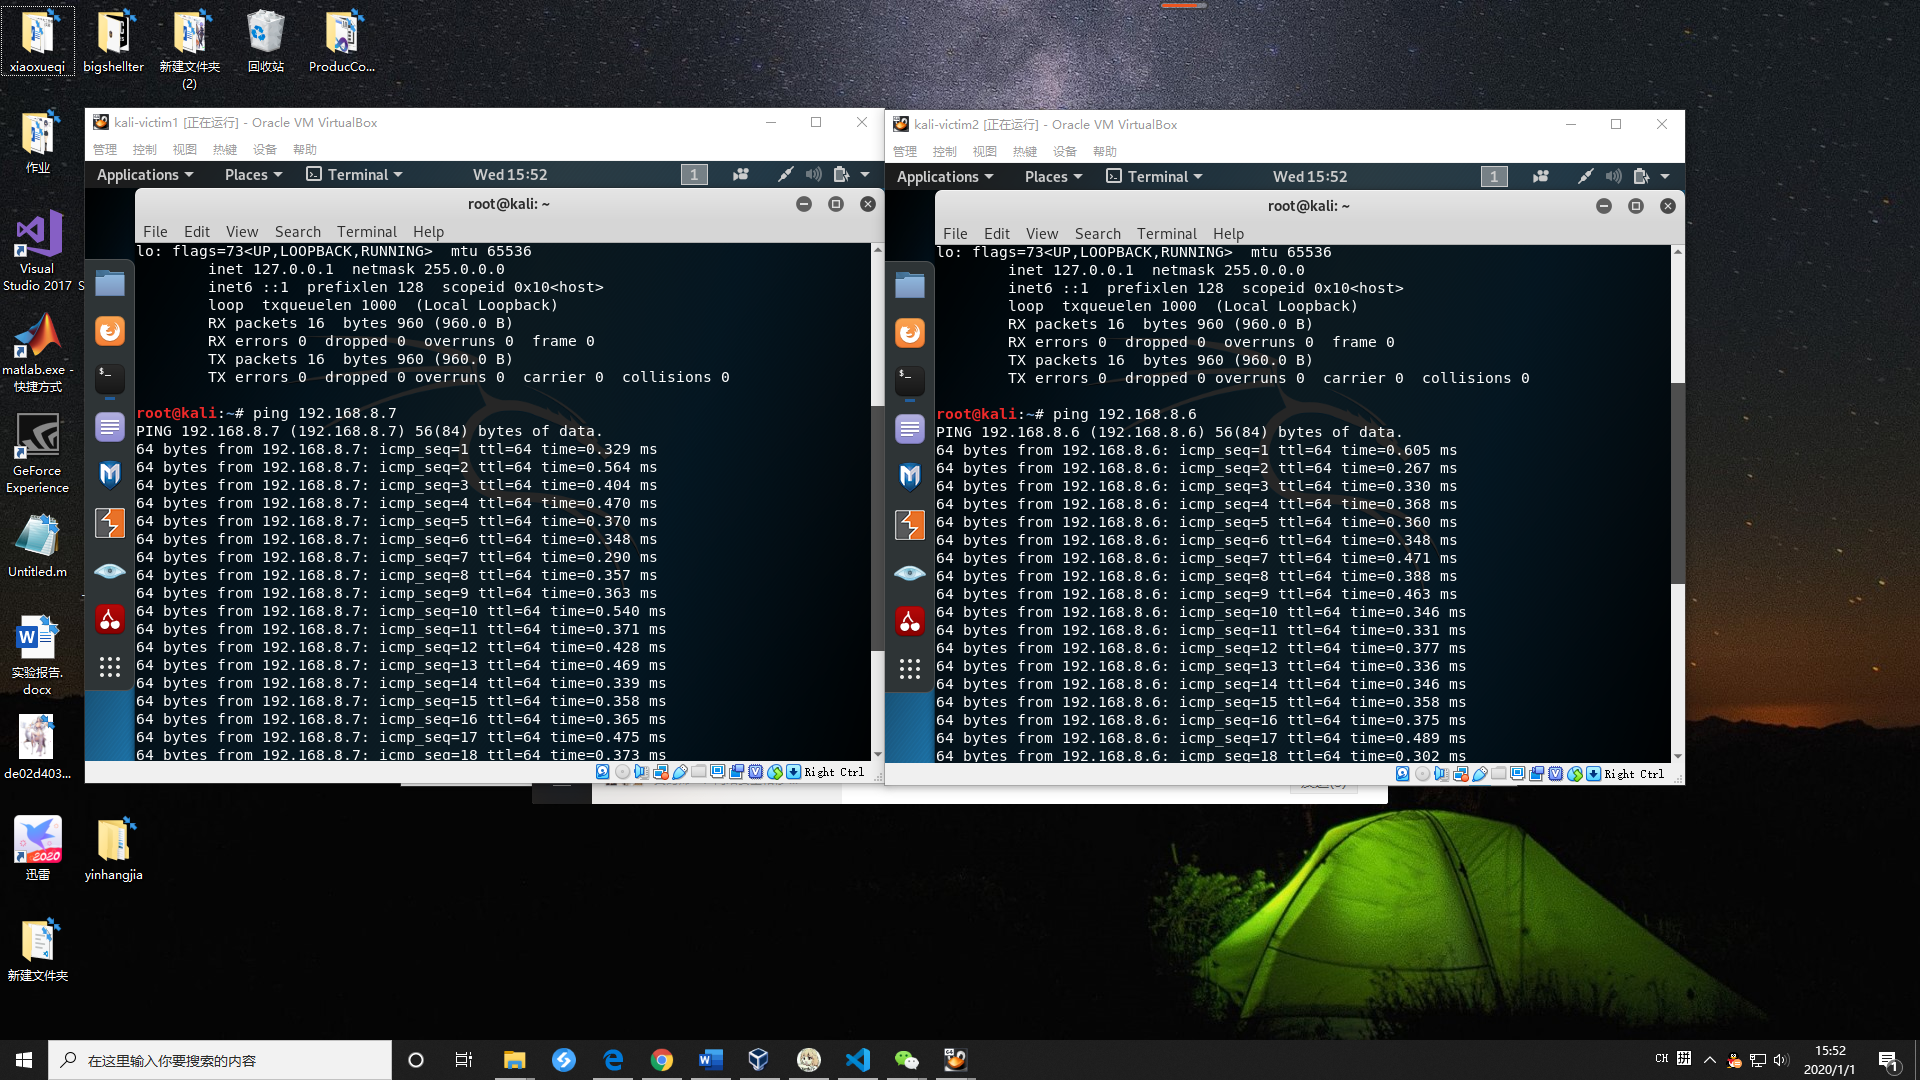 xiaoxueqi
bigshellter
新建文件夹
(2)
回收站
ProducCo...
作业
Visual
Studio 2017
matlab.exe -
快捷方式
GeForce
Experience
Untitled.m
实验报告.
docx
de02d403...
2020
迅雷
yinhangjia
新建文件夹
kali-victim1 [正在运行] - Oracle VM VirtualBox
管理 控制 视图 热键 设备 帮助
Applications Places Terminal Wed 15:52 1
root@kali: ~
File Edit View Search Terminal Help
lo: flags=73<UP,LOOPBACK,RUNNING>  mtu 65536
inet 127.0.0.1  netmask 255.0.0.0
inet6 ::1  prefixlen 128  scopeid 0x10<host>
loop  txqueuelen 1000  (Local Loopback)
RX packets 16  bytes 960 (960.0 B)
RX errors 0  dropped 0  overruns 0  frame 0
TX packets 16  bytes 960 (960.0 B)
TX errors 0  dropped 0 overruns 0  carrier 0  collisions 0
root@kali:~# ping 192.168.8.7
PING 192.168.8.7 (192.168.8.7) 56(84) bytes of data.
64 bytes from 192.168.8.7: icmp_seq=1 ttl=64 time=0.329 ms
64 bytes from 192.168.8.7: icmp_seq=2 ttl=64 time=0.564 ms
64 bytes from 192.168.8.7: icmp_seq=3 ttl=64 time=0.404 ms
64 bytes from 192.168.8.7: icmp_seq=4 ttl=64 time=0.470 ms
64 bytes from 192.168.8.7: icmp_seq=5 ttl=64 time=0.370 ms
64 bytes from 192.168.8.7: icmp_seq=6 ttl=64 time=0.348 ms
64 bytes from 192.168.8.7: icmp_seq=7 ttl=64 time=0.290 ms
64 bytes from 192.168.8.7: icmp_seq=8 ttl=64 time=0.357 ms
64 bytes from 192.168.8.7: icmp_seq=9 ttl=64 time=0.363 ms
64 bytes from 192.168.8.7: icmp_seq=10 ttl=64 time=0.540 ms
64 bytes from 192.168.8.7: icmp_seq=11 ttl=64 time=0.371 ms
64 bytes from 192.168.8.7: icmp_seq=12 ttl=64 time=0.428 ms
64 bytes from 192.168.8.7: icmp_seq=13 ttl=64 time=0.469 ms
64 bytes from 192.168.8.7: icmp_seq=14 ttl=64 time=0.339 ms
64 bytes from 192.168.8.7: icmp_seq=15 ttl=64 time=0.358 ms
64 bytes from 192.168.8.7: icmp_seq=16 ttl=64 time=0.365 ms
64 bytes from 192.168.8.7: icmp_seq=17 ttl=64 time=0.475 ms
64 bytes from 192.168.8.7: icmp_seq=18 ttl=64 time=0.373 ms
Right Ctrl
kali-victim2 [正在运行] - Oracle VM VirtualBox
管理 控制 视图 热键 设备 帮助
Applications Places Terminal Wed 15:52 1
root@kali: ~
File Edit View Search Terminal Help
lo: flags=73<UP,LOOPBACK,RUNNING>  mtu 65536
inet 127.0.0.1  netmask 255.0.0.0
inet6 ::1  prefixlen 128  scopeid 0x10<host>
loop  txqueuelen 1000  (Local Loopback)
RX packets 16  bytes 960 (960.0 B)
RX errors 0  dropped 0  overruns 0  frame 0
TX packets 16  bytes 960 (960.0 B)
TX errors 0  dropped 0 overruns 0  carrier 0  collisions 0
root@kali:~# ping 192.168.8.6
PING 192.168.8.6 (192.168.8.6) 56(84) bytes of data.
64 bytes from 192.168.8.6: icmp_seq=1 ttl=64 time=0.605 ms
64 bytes from 192.168.8.6: icmp_seq=2 ttl=64 time=0.267 ms
64 bytes from 192.168.8.6: icmp_seq=3 ttl=64 time=0.330 ms
64 bytes from 192.168.8.6: icmp_seq=4 ttl=64 time=0.368 ms
64 bytes from 192.168.8.6: icmp_seq=5 ttl=64 time=0.360 ms
64 bytes from 192.168.8.6: icmp_seq=6 ttl=64 time=0.348 ms
64 bytes from 192.168.8.6: icmp_seq=7 ttl=64 time=0.471 ms
64 bytes from 192.168.8.6: icmp_seq=8 ttl=64 time=0.388 ms
64 bytes from 192.168.8.6: icmp_seq=9 ttl=64 time=0.463 ms
64 bytes from 192.168.8.6: icmp_seq=10 ttl=64 time=0.346 ms
64 bytes from 192.168.8.6: icmp_seq=11 ttl=64 time=0.331 ms
64 bytes from 192.168.8.6: icmp_seq=12 ttl=64 time=0.377 ms
64 bytes from 192.168.8.6: icmp_seq=13 ttl=64 time=0.336 ms
64 bytes from 192.168.8.6: icmp_seq=14 ttl=64 time=0.346 ms
64 bytes from 192.168.8.6: icmp_seq=15 ttl=64 time=0.358 ms
64 bytes from 192.168.8.6: icmp_seq=16 ttl=64 time=0.375 ms
64 bytes from 192.168.8.6: icmp_seq=17 ttl=64 time=0.489 ms
64 bytes from 192.168.8.6: icmp_seq=18 ttl=64 time=0.302 ms
Right Ctrl
在这里输入你要搜索的内容
CH 拼
15:52
2020/1/1
1